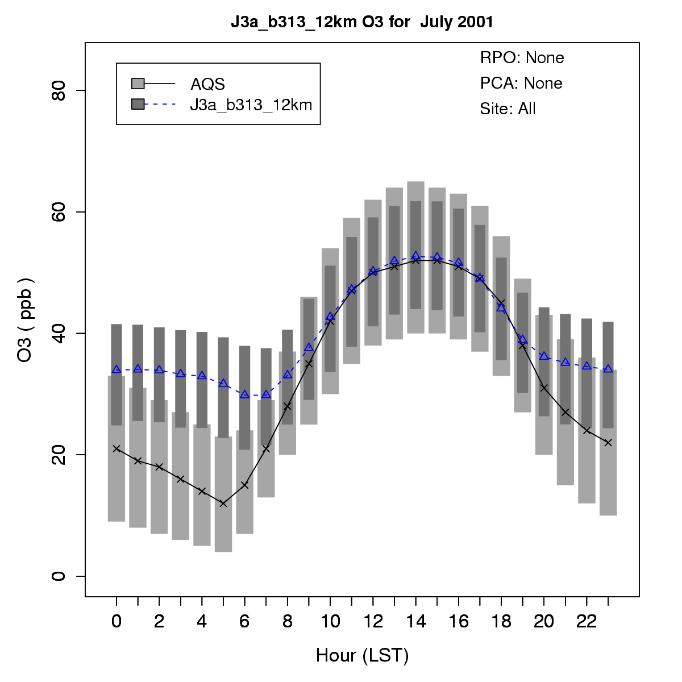 J3a_b313_12km O3 for July 2001
AQS
J3a_b313_12km
RPO: None
PCA: None
Site: All
O3 ( ppb )
80
60
40
20
0
0 2 4 6 8 10 12 14 16 18 20 22
Hour (LST)